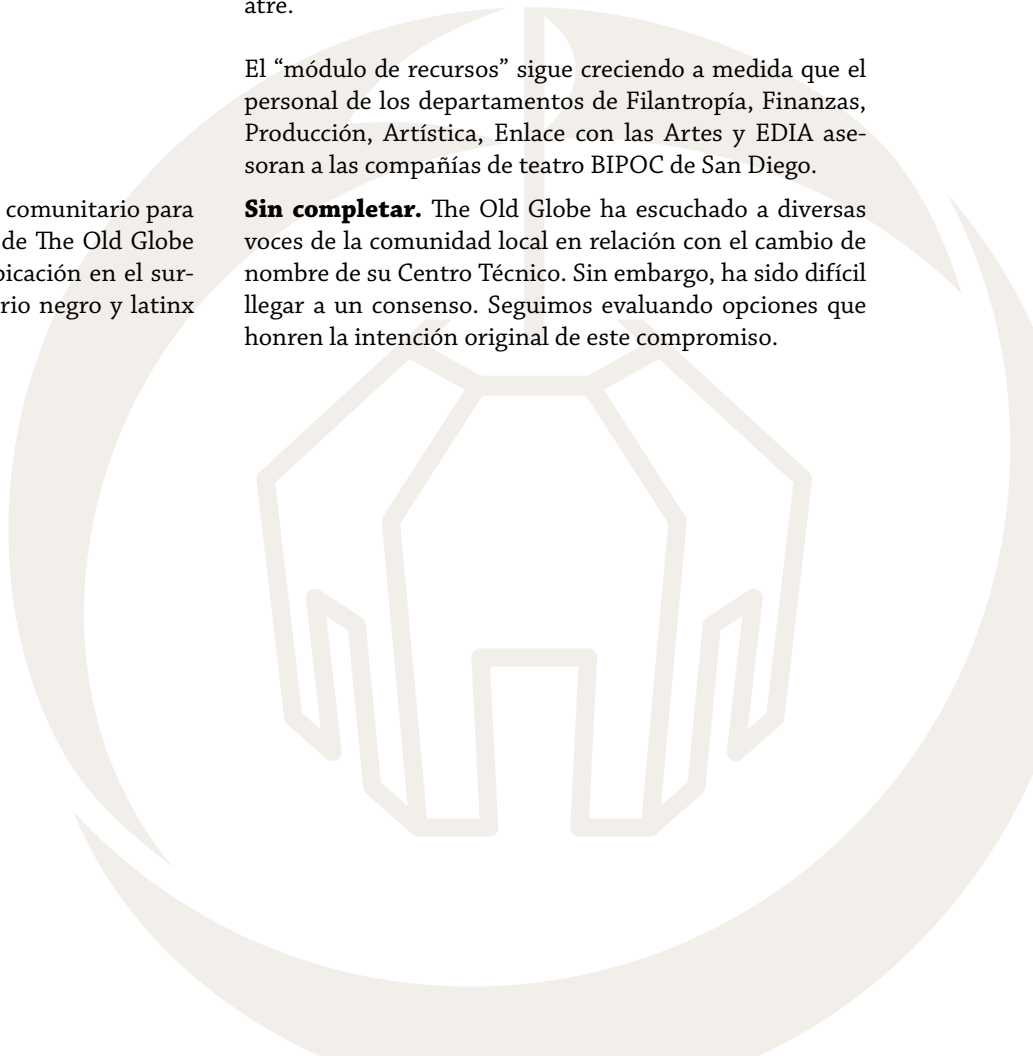 atre.
El “módulo de recursos” sigue creciendo a medida que el
personal de los departamentos de Filantropía, Finanzas,
Producción, Artística, Enlace con las Artes y EDIA ase-
soran a las compañías de teatro BIPOC de San Diego.
comunitario para
de The Old Globe
bicación en el sur-
rio negro y latinx
Sin completar. The Old Globe ha escuchado a diversas
voces de la comunidad local en relación con el cambio de
nombre de su Centro Técnico. Sin embargo, ha sido difícil
llegar a un consenso. Seguimos evaluando opciones que
honren la intención original de este compromiso.